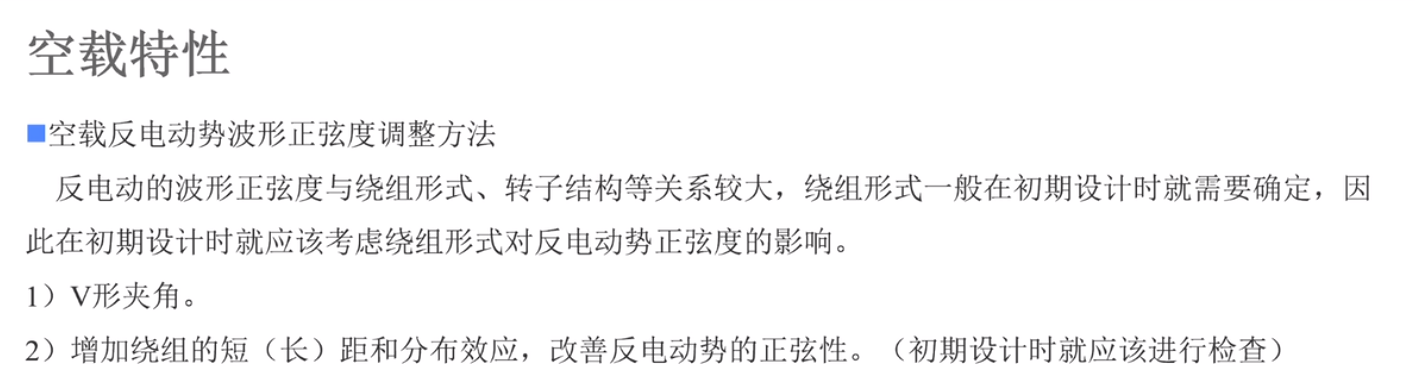 空载特性
空载反电动势波形正弦度调整方法
反电动的波形正弦度与绕组形式、转子结构等关系较大，绕组形式一般在初期设计时就需要确定，因
此在初期设计时就应该考虑绕组形式对反电动势正弦度的影响。
1）V形夹角。
2）增加绕组的短（长）距和分布效应，改善反电动势的正弦性。（初期设计时就应该进行检查）